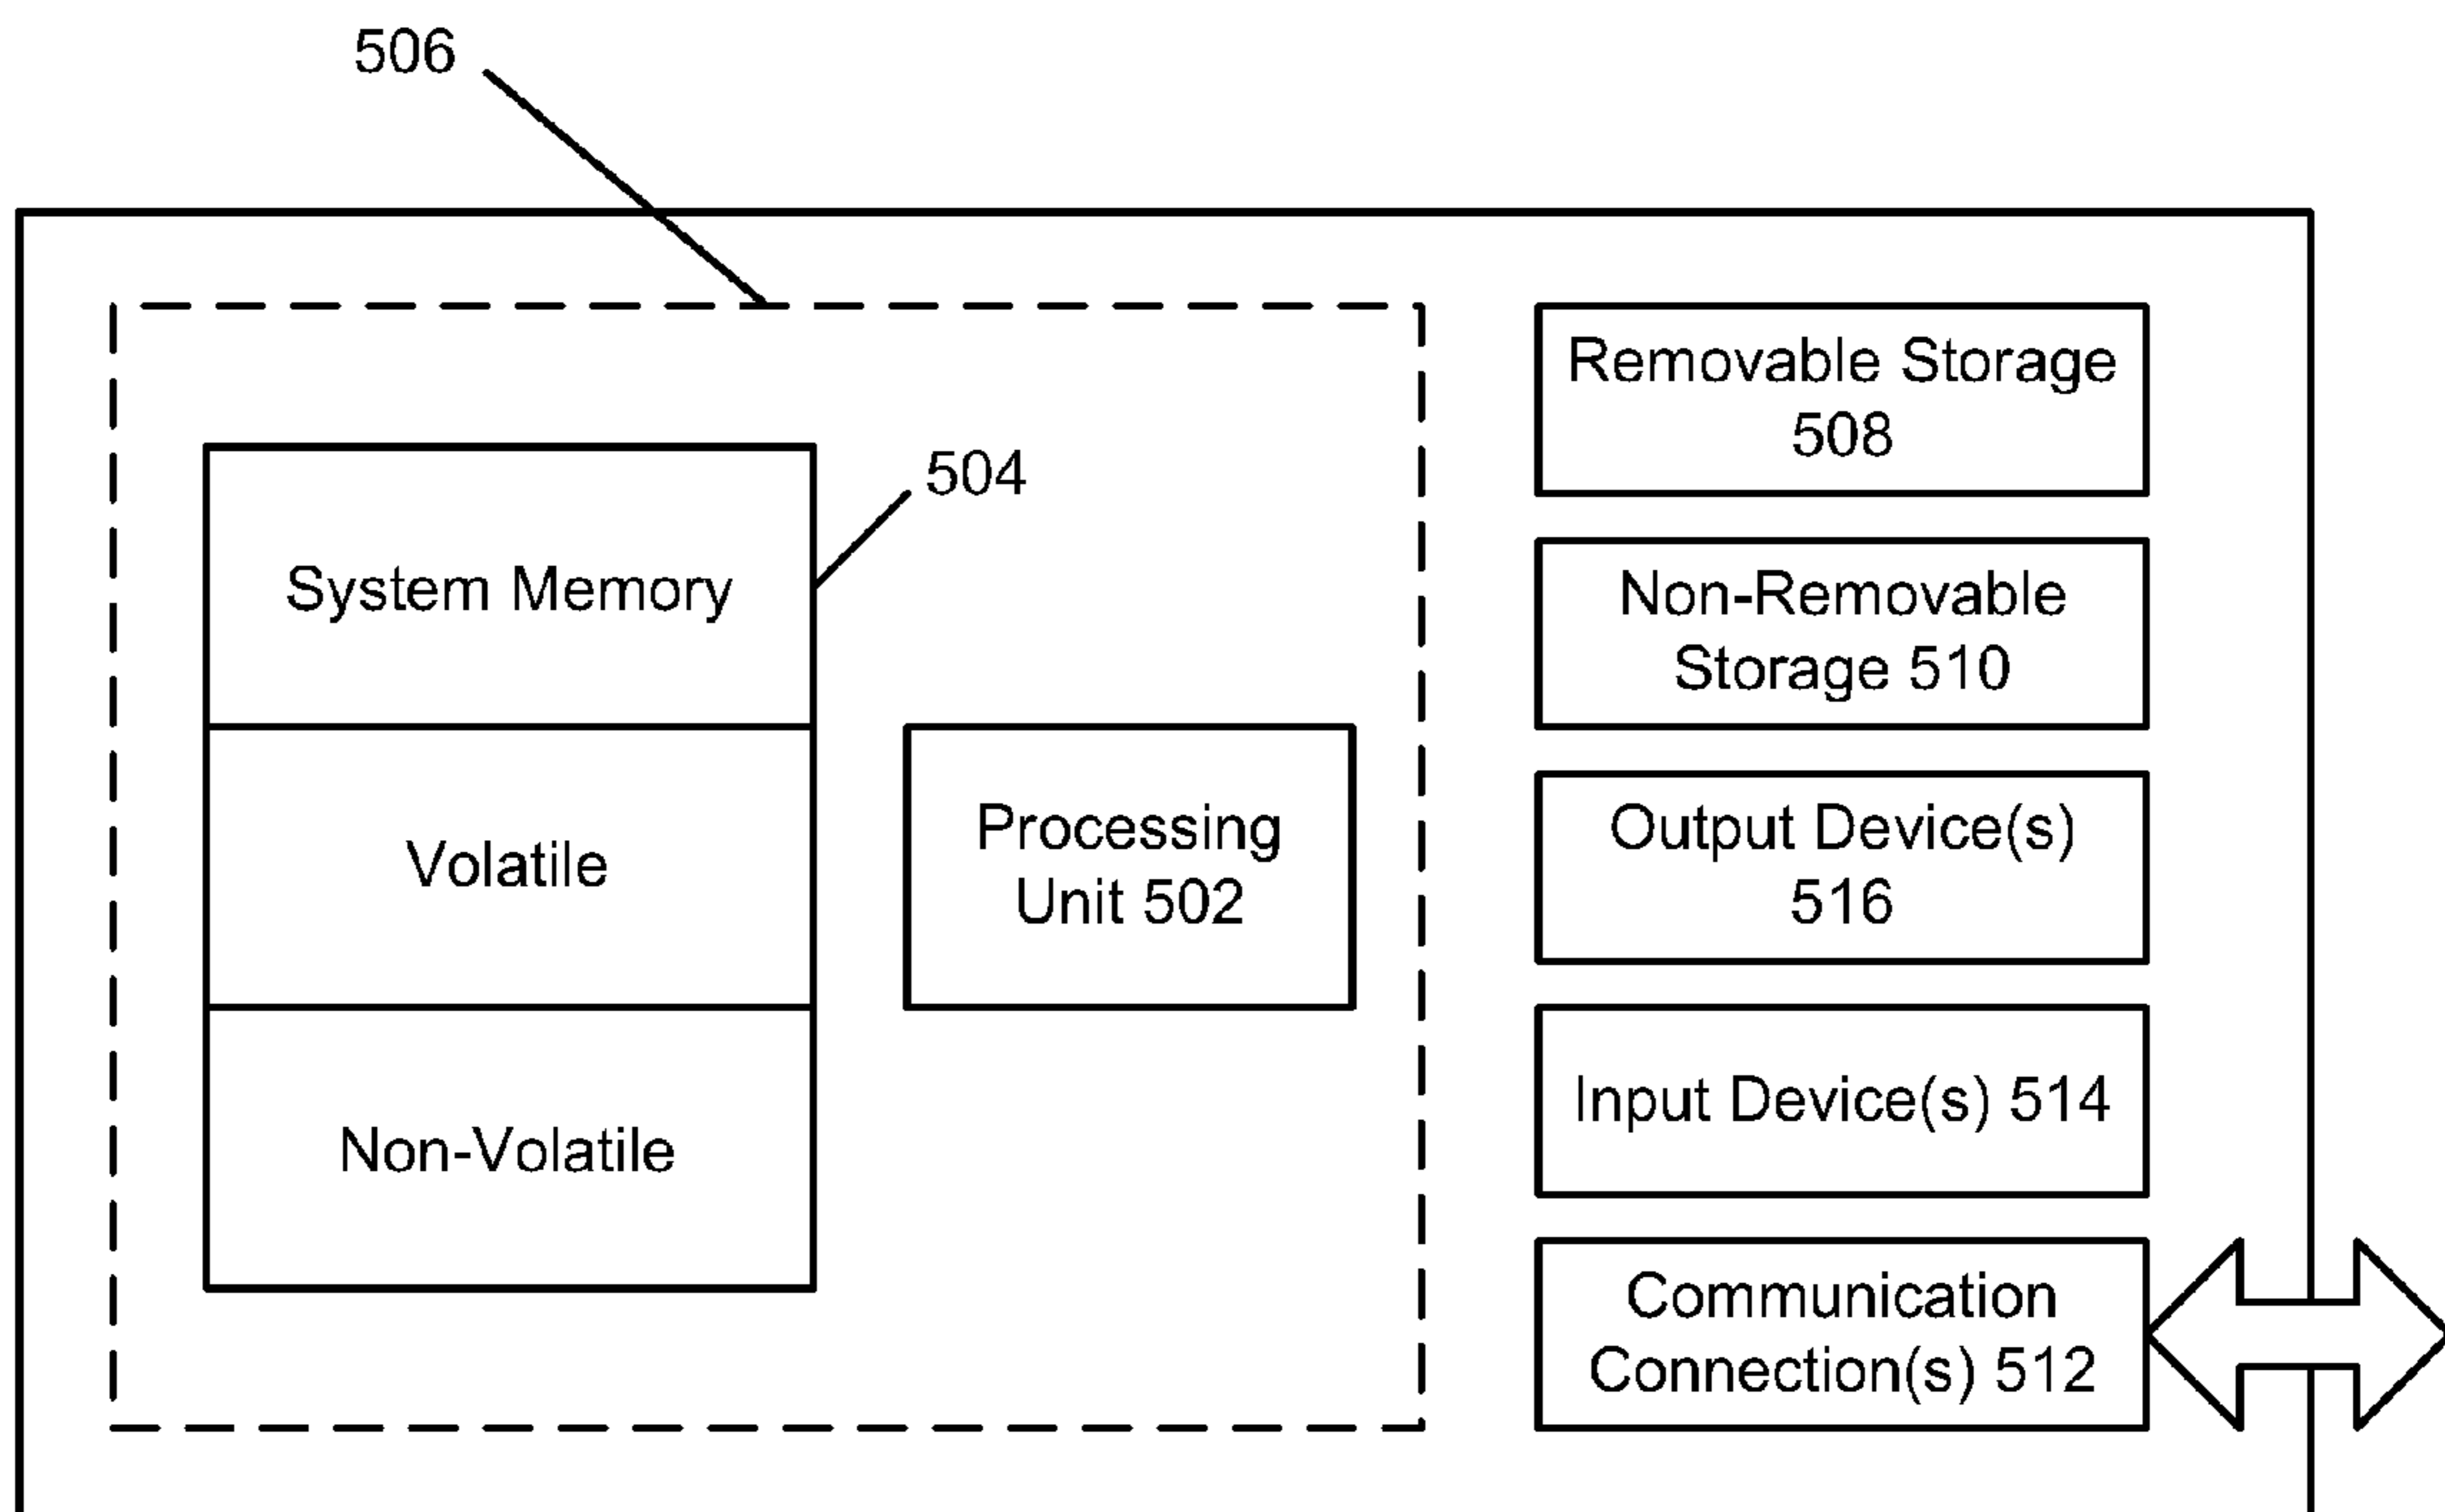 506
504
System Memory
Volatile
Non-Volatile
Processing
Unit 502
Removable Storage
508
Non-Removable
Storage 510
Output Device(s)
516
Input Device(s) 514
Communication
Connection(s) 512